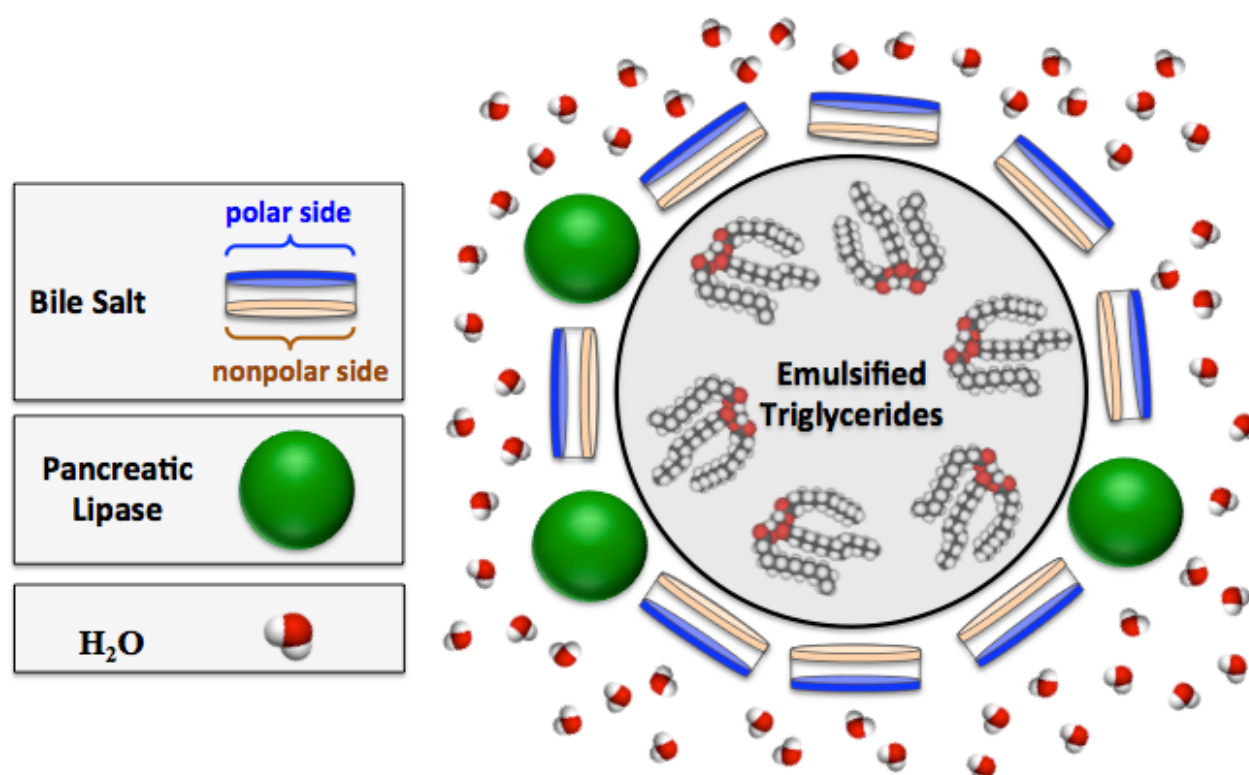 polar side
Bile Salt
nonpolar side
Pancreatic
Lipase
H₂O
Emulsified
Triglycerides